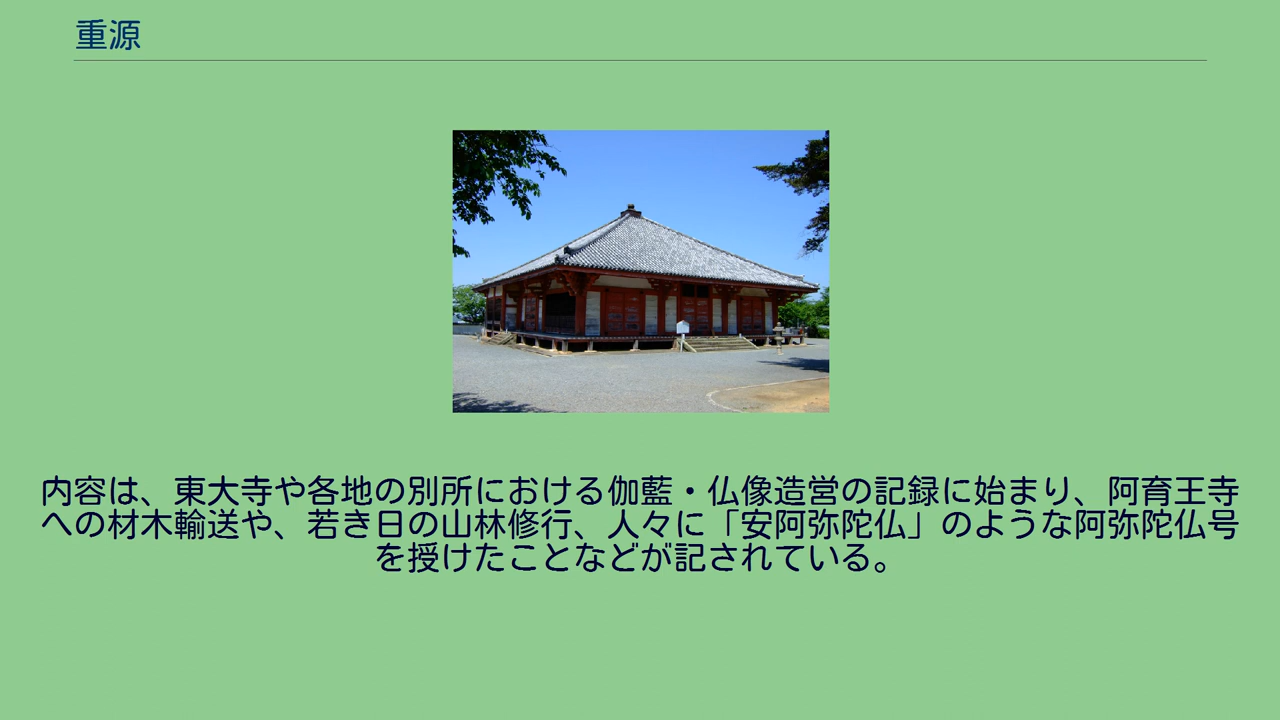 重源
内容は、東大寺や各地の別所における伽藍・仏像造営の記録に始まり、阿育王寺
への材木輸送や、若き日の山林修行、人々に「安阿弥陀仏」のような阿弥陀仏号
を授けたことなどが記されている。